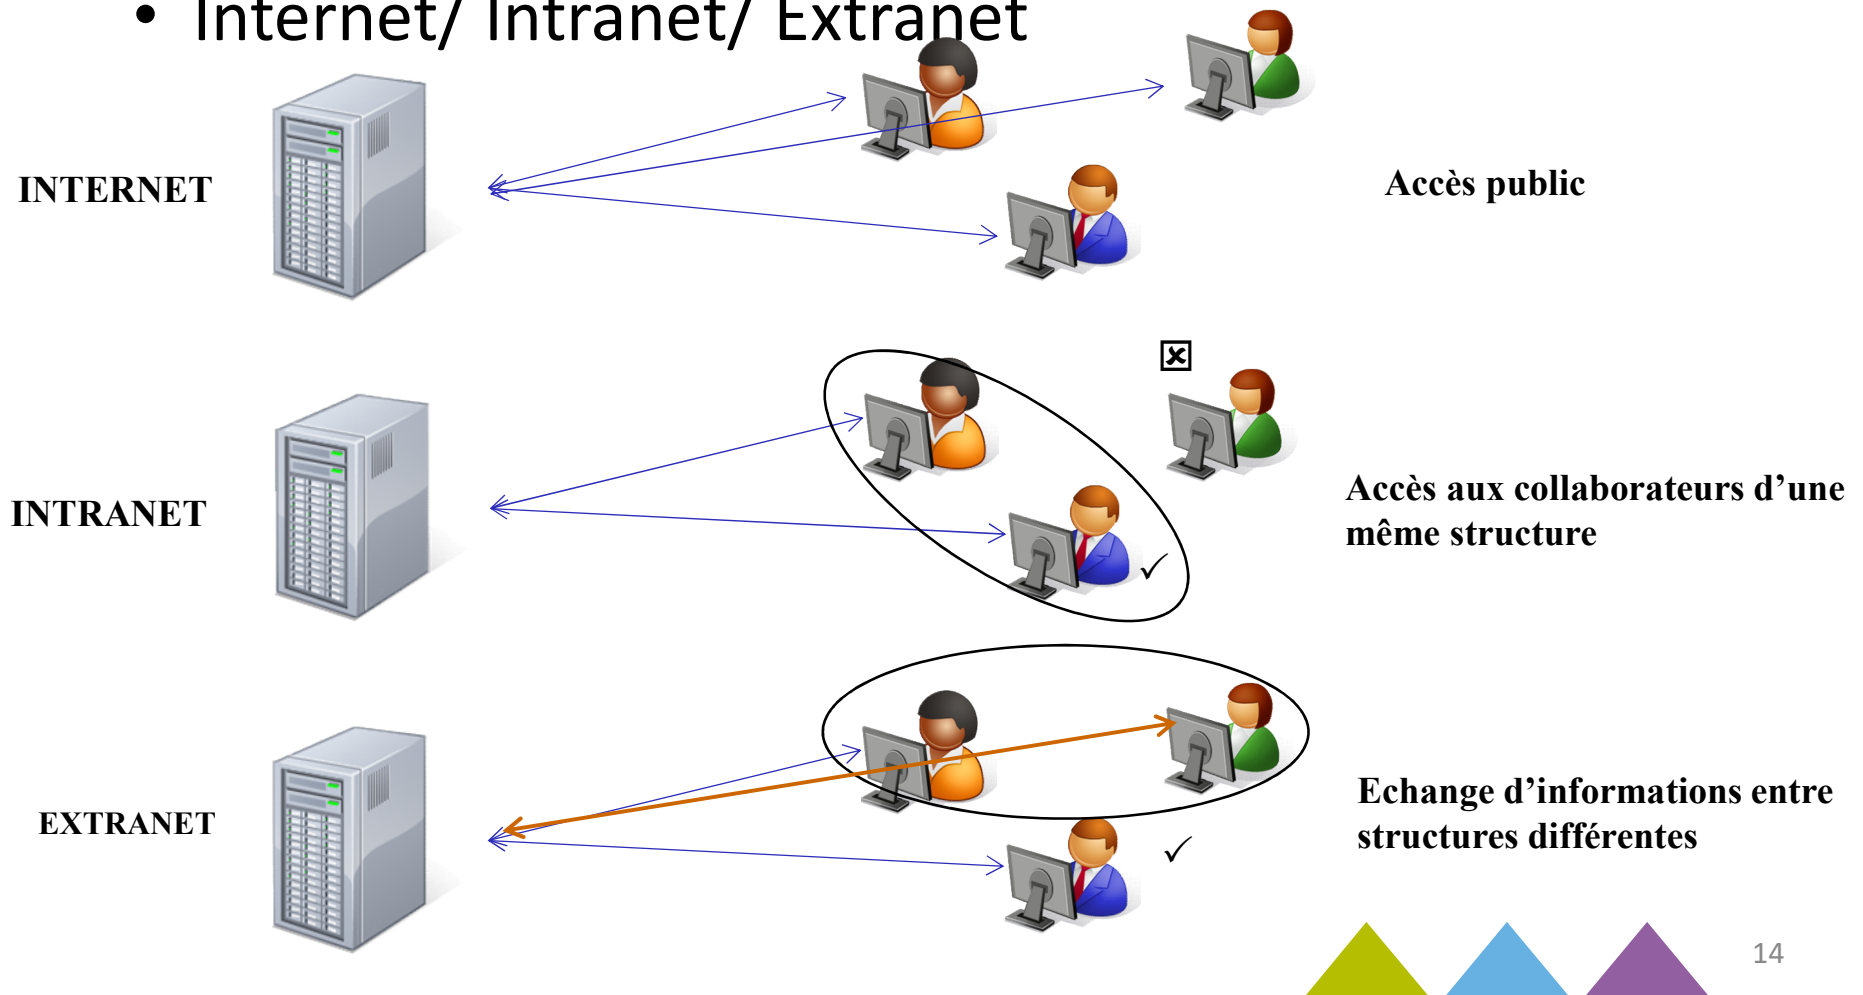 • Internet/ Intranet/ Extranet
INTERNET
Accès public
INTRANET
Accès aux collaborateurs d’une
même structure
EXTRANET
Echange d’informations entre
structures différentes
14